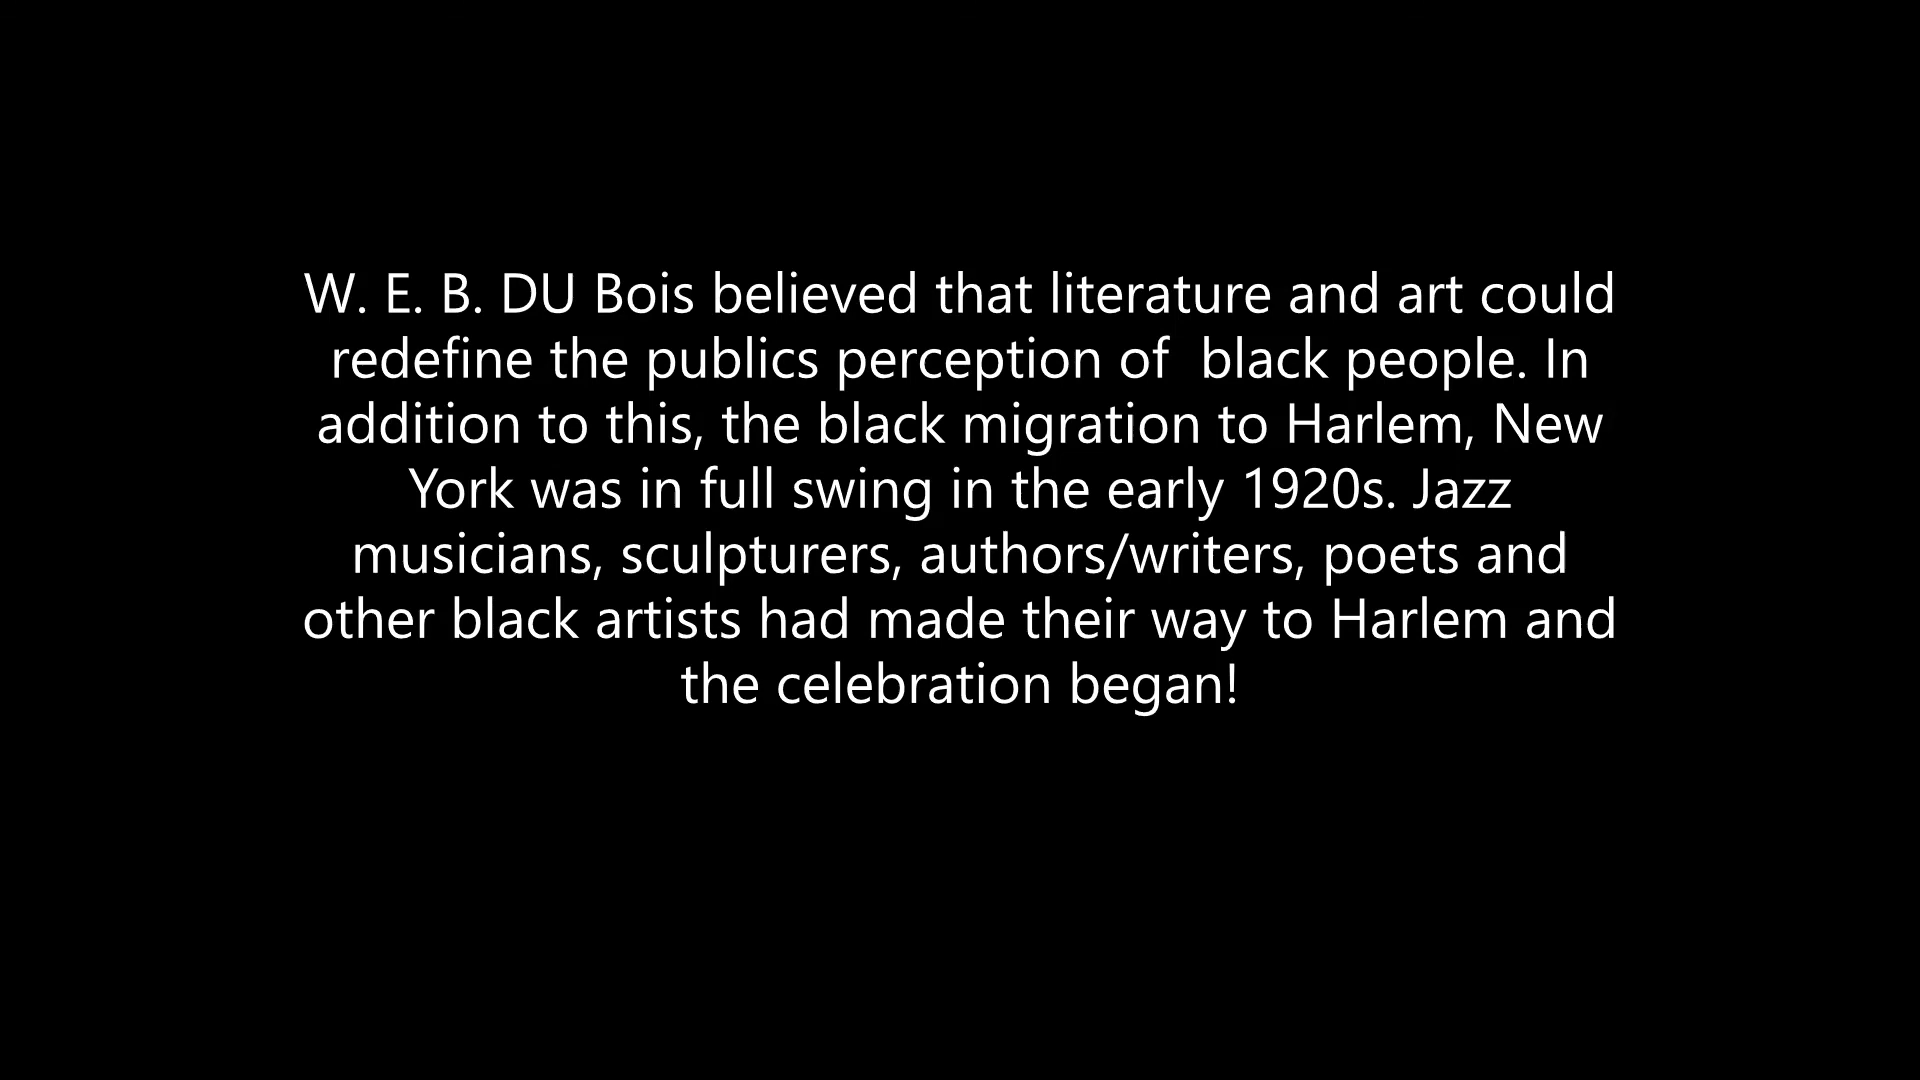 W. E. B. DU Bois believed that literature and art could
redefine the publics perception of  black people. In
addition to this, the black migration to Harlem, New
York was in full swing in the early 1920s. Jazz
musicians, sculpturers, authors/writers, poets and
other black artists had made their way to Harlem and
the celebration began!